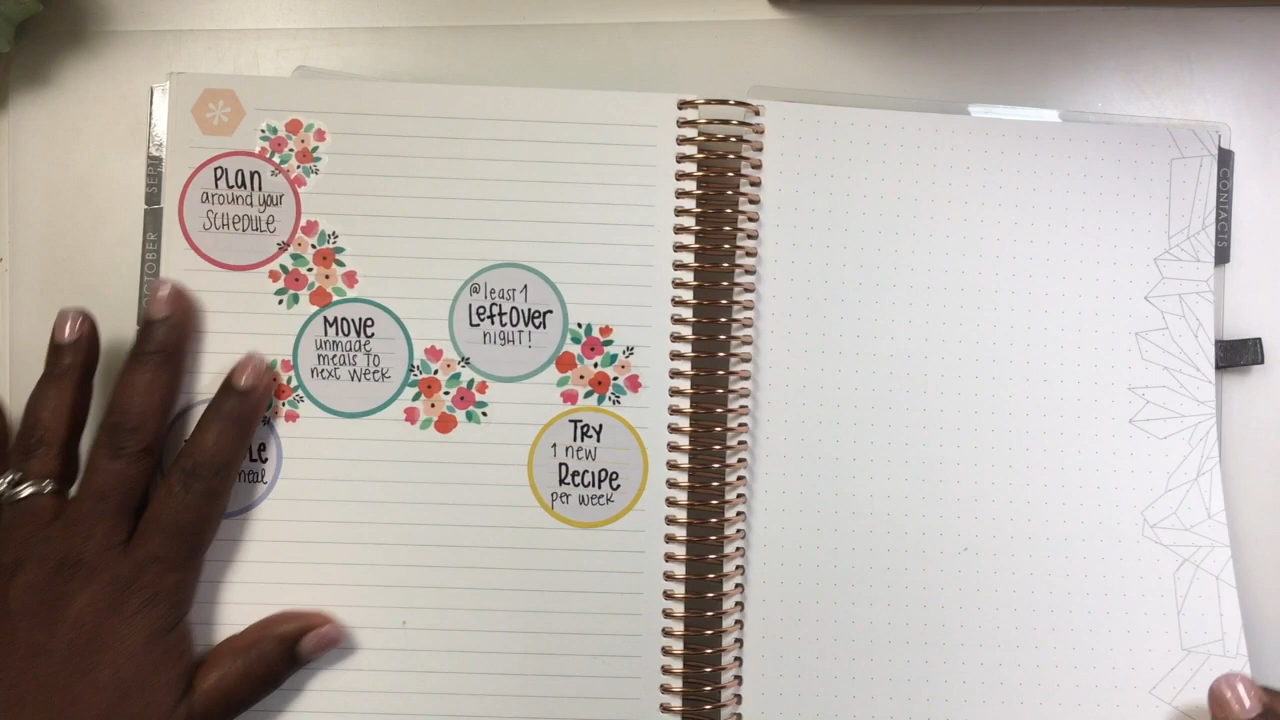 PLAN
around your
SCHEDULE
MOVE
unmade
meals to
next week
@least 1
LeftOver
night!
TRY
1 new
Recipe
per week
OCTOBER
CONTACTS